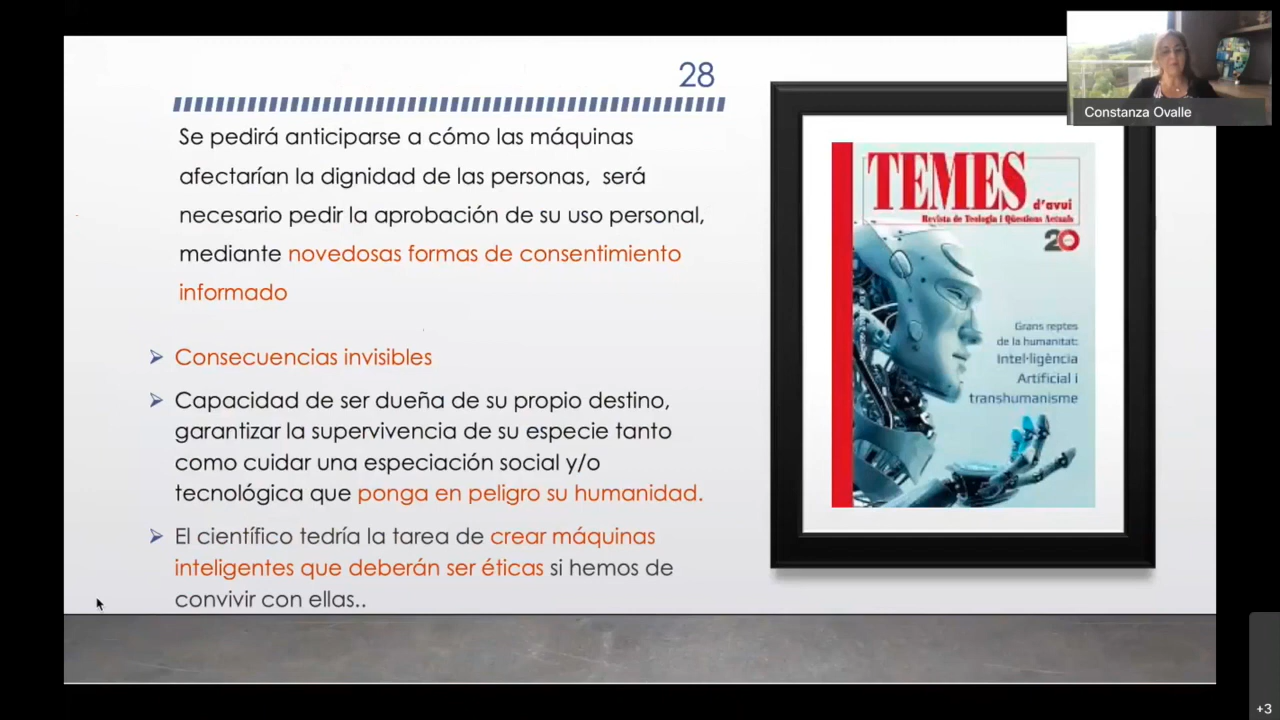 28
Se pedirá anticiparse a cómo las máquinas
afectarían la dignidad de las personas, será
necesario pedir la aprobación de su uso personal,
mediante novedosas formas de consentimiento
informado
Consecuencias invisibles
Capacidad de ser dueña de su propio destino,
garantizar la supervivencia de su especie tanto
como cuidar una especiación social y/o
tecnológica que ponga en peligro su humanidad.
El científico tedría la tarea de crear máquinas
inteligentes que deberán ser éticas si hemos de
convivir con ellas..
TEMES
d'avui
Revista de Teologia i Qüestions Actuals
20
Grans reptes
de la humanitat:
Intel·ligència
Artificial i
transhumanisme
Constanza Ovalle
+3